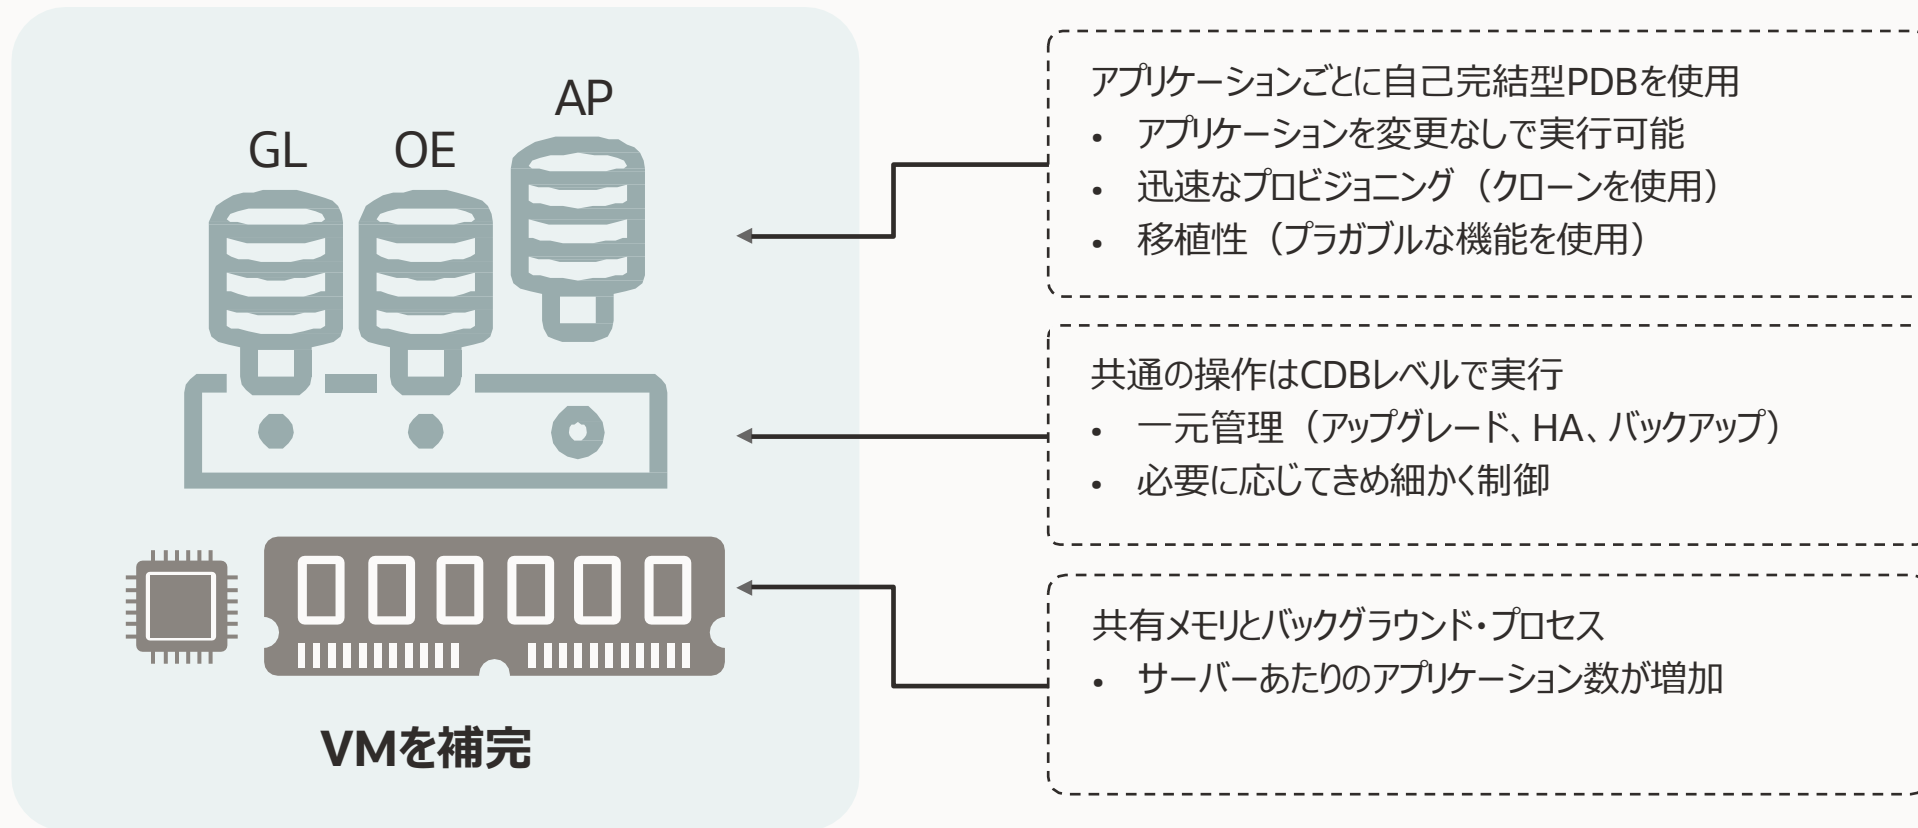 AP
GL
OE
VMを補完
アプリケーションごとに自己完結型PDBを使用
• アプリケーションを変更なしで実行可能
• 迅速なプロビジョニング（クローンを使用）
• 移植性（プラガブルな機能を使用）
共通の操作はCDBレベルで実行
• 一元管理（アップグレード、HA、バックアップ）
• 必要に応じてきめ細かく制御
共有メモリとバックグラウンド・プロセス
• サーバーあたりのアプリケーション数が増加